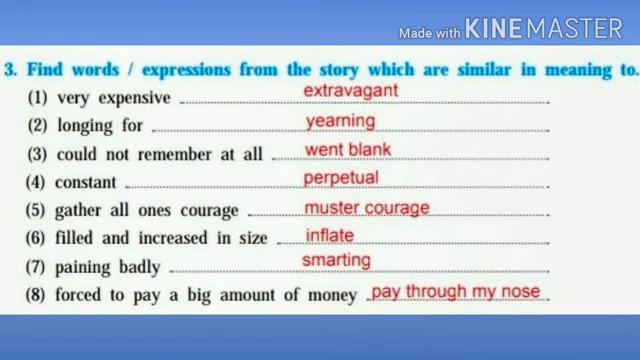 Made with KINEMASTER
3. Find words / expressions from the story which are similar in meaning to.
(1) very expensive extravagant
(2) longing for yearning
(3) could not remember at all went blank
(4) constant perpetual
(5) gather all ones courage muster courage
(6) filled and increased in size inflate
(7) paining badly smarting
(8) forced to pay a big amount of money pay through my nose